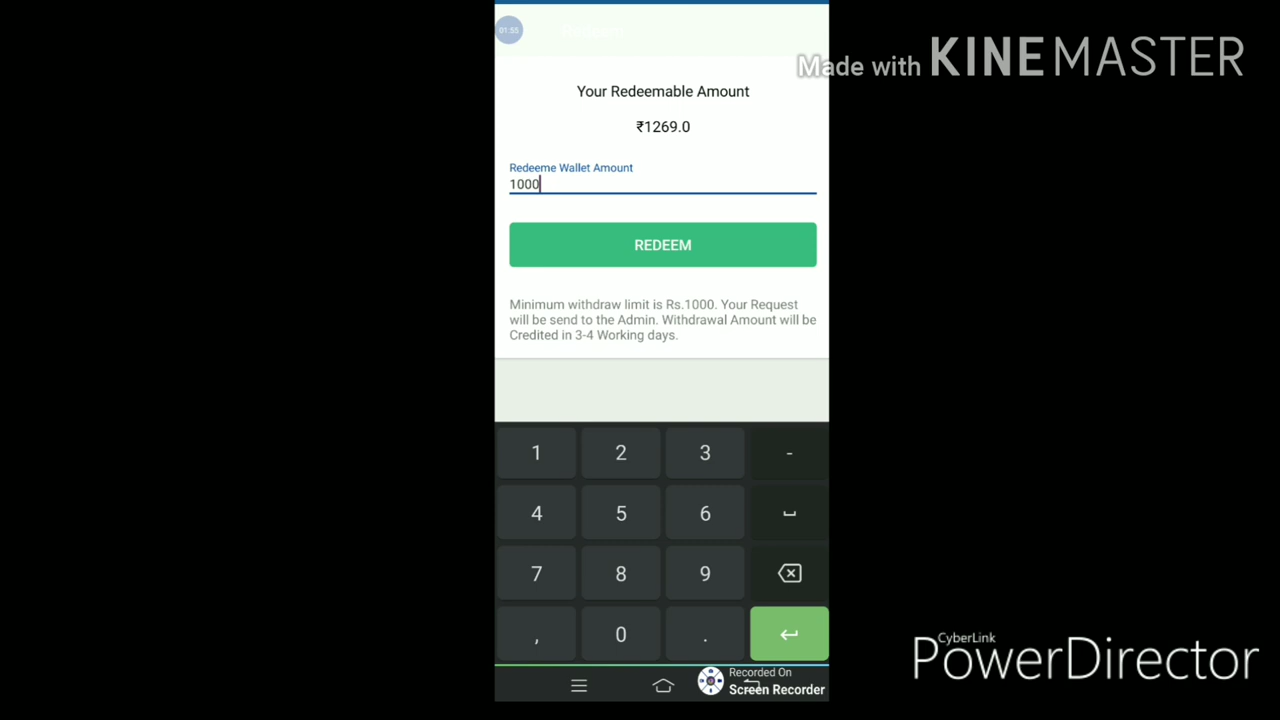 01:55
Made with KINEMASTER
Your Redeemable Amount
₹1269.0
Redeeme Wallet Amount
1000
REDEEM
Minimum withdraw limit is Rs.1000. Your Request
will be send to the Admin. Withdrawal Amount will be
Credited in 3-4 Working days.
1 2 3 -
4 5 6
7 8 9
, 0 .
Recorded On
Screen Recorder
CyberLink
PowerDirector